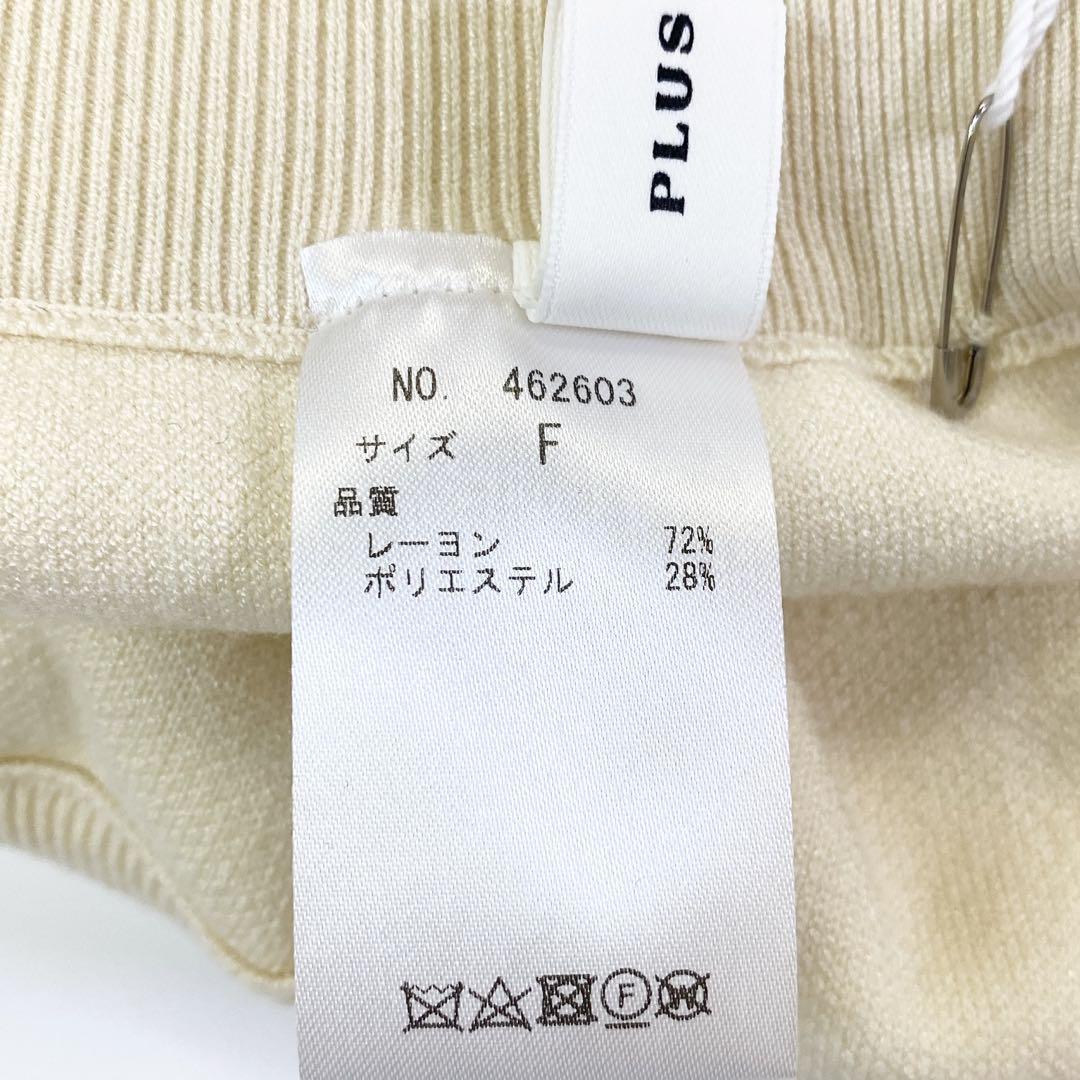 PLUS
NO. 462603
サイズ F
品質
レーヨン 72%
ポリエステル 28%
F W